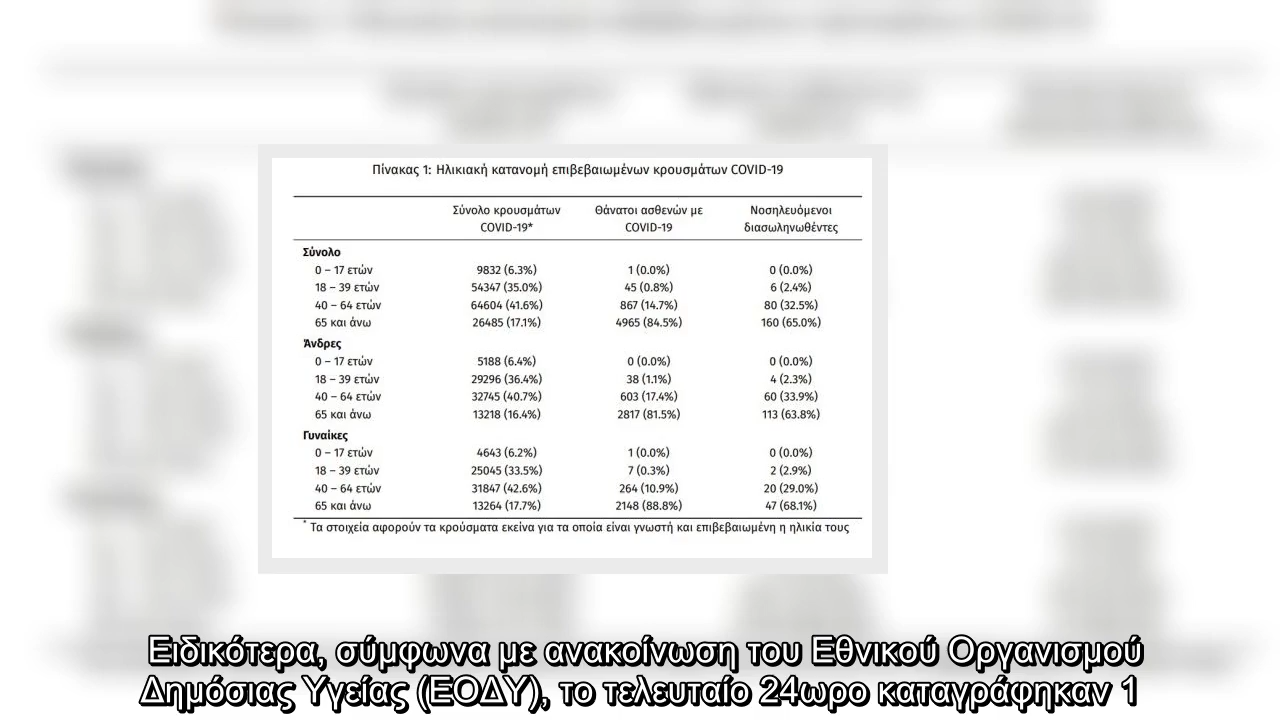 Πίνακας 1: Ηλικιακή κατανομή επιβεβαιωμένων κρουσμάτων COVID-19
Σύνολο κρουσμάτων COVID-19* Θάνατοι ασθενών με COVID-19 Νοσηλευόμενοι διασωληνωθέντες
Σύνολο
0 – 17 ετών 9832 (6.3%) 1 (0.0%) 0 (0.0%)
18 – 39 ετών 54347 (35.0%) 45 (0.8%) 6 (2.4%)
40 – 64 ετών 64604 (41.6%) 867 (14.7%) 80 (32.5%)
65 και άνω 26485 (17.1%) 4965 (84.5%) 160 (65.0%)
Άνδρες
0 – 17 ετών 5188 (6.4%) 0 (0.0%) 0 (0.0%)
18 – 39 ετών 29296 (36.4%) 38 (1.1%) 4 (2.3%)
40 – 64 ετών 32745 (40.7%) 603 (17.4%) 60 (33.9%)
65 και άνω 13218 (16.4%) 2817 (81.5%) 113 (63.8%)
Γυναίκες
0 – 17 ετών 4643 (6.2%) 1 (0.0%) 0 (0.0%)
18 – 39 ετών 25045 (33.5%) 7 (0.3%) 2 (2.9%)
40 – 64 ετών 31847 (42.6%) 264 (10.9%) 20 (29.0%)
65 και άνω 13264 (17.7%) 2148 (88.8%) 47 (68.1%)
* Τα στοιχεία αφορούν τα κρούσματα εκείνα για τα οποία είναι γνωστή και επιβεβαιωμένη η ηλικία τους
Ειδικότερα, σύμφωνα με ανακοίνωση του Εθνικού Οργανισμού
Δημόσιας Υγείας (ΕΟΔΥ), το τελευταίο 24ωρο καταγράφηκαν 1